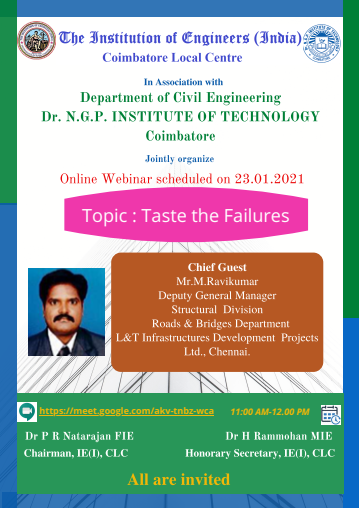 The Institution of Engineers (India)
Coimbatore Local Centre
In Association with
Department of Civil Engineering
Dr. N.G.P. INSTITUTE OF TECHNOLOGY
Coimbatore
Jointly organize
Online Webinar scheduled on 23.01.2021
Topic : Taste the Failures
Chief Guest
Mr.M.Ravikumar
Deputy General Manager
Structural Division
Roads & Bridges Department
L&T Infrastructures Development Projects
Ltd., Chennai.
https://meet.google.com/akv-tnbz-wca
11:00 AM-12.00 PM
Dr P R Natarajan FIE
Chairman, IE(I), CLC
Dr H Rammohan MIE
Honorary Secretary, IE(I), CLC
All are invited